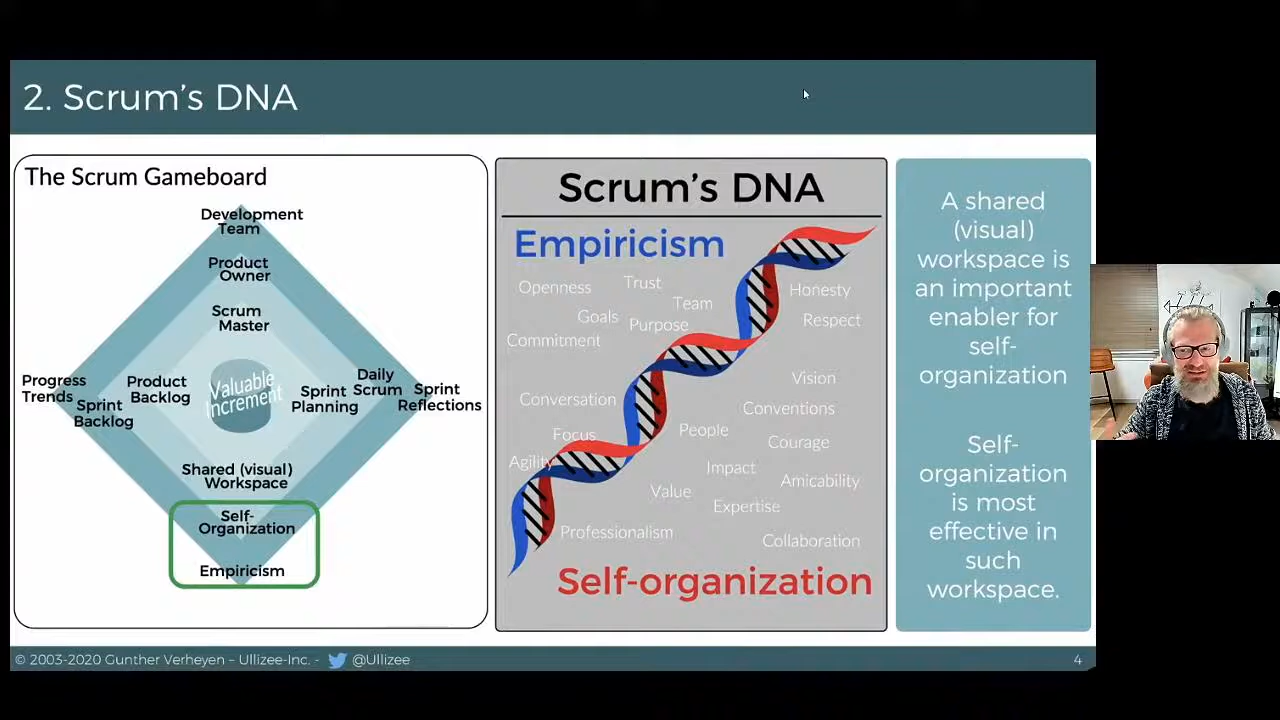 2. Scrum's DNA
The Scrum Gameboard
Development
Team
Product
Owner
Scrum
Master
Progress
Trends
Sprint
Backlog
Product
Backlog
Valuable
Increment
Sprint
Planning
Daily
Scrum
Sprint
Reflections
Shared (visual)
Workspace
Self-
Organization
Empiricism
Scrum's DNA
Empiricism
Openness
Trust
Team
Honesty
Goals
Purpose
Respect
Commitment
Vision
Conversation
Conventions
Focus
People
Courage
Agility
Impact
Amicability
Value
Expertise
Professionalism
Collaboration
Self-organization
A shared
(visual)
workspace is
an important
enabler for
self-
organization
Self-
organization
is most
effective in
such
workspace.
© 2003-2020 Gunther Verheyen – Ullizee-Inc. - @Ullizee
4